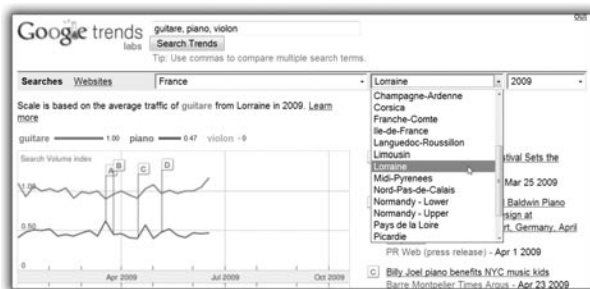 Google trends
labs
guitare, piano, violon
Search Trends
Tip: Use commas to compare multiple search terms.
Searches Websites
France
Lorraine
2009
Scale is based on the average traffic of guitare from Lorraine in 2009. Learn
more
guitare 1.00 piano 0.47 violon - 0
Search Volume index
1.00
0.50
0
A
B
C
D
Apr 2009
Jul 2009
Oct 2009
Champagne-Ardenne
Corsica
Franche-Comte
Ile-de-France
Languedoc-Roussillon
Limousin
Lorraine
Midi-Pyrenees
Nord-Pas-de-Calais
Normandy - Lower
Normandy - Upper
Pays de la Loire
Picardie
Sets the
Mar 25 2009
Baldwin Piano
at
Germany, April
PR Web (press release) - Apr 1 2009
C Billy Joel piano benefits NYC music kids
Barre Montpelier Times Argus - Apr 23 2009